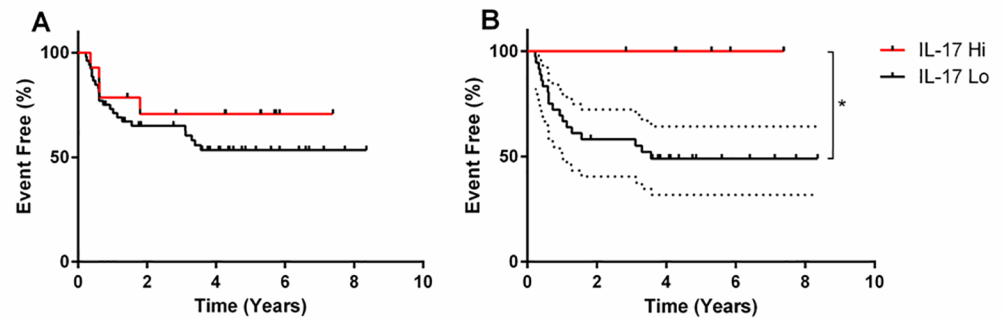 A
100
50
0
0 2 4 6 8 10
Event Free (%)
Time (Years)
B
100
50
0
0 2 4 6 8 10
Event Free (%)
Time (Years)
*
IL-17 Hi
IL-17 Lo